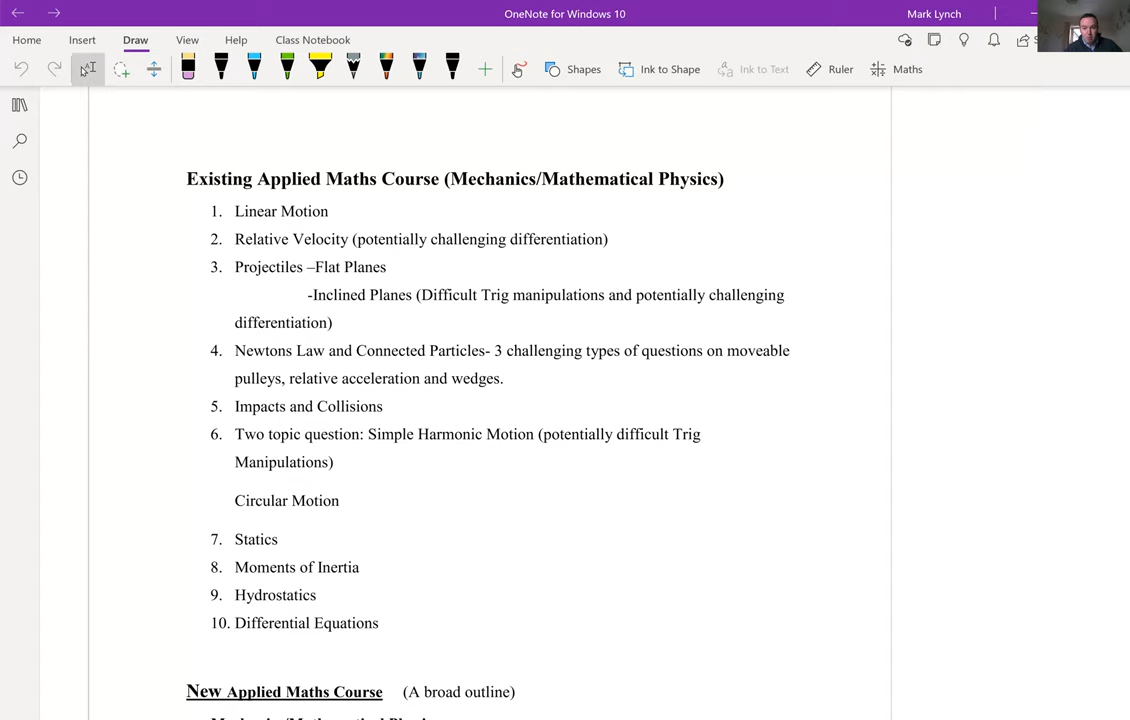 OneNote for Windows 10
Mark Lynch
Home Insert Draw View Help Class Notebook
Shapes Ink to Shape Ink to Text Ruler Maths
Existing Applied Maths Course (Mechanics/Mathematical Physics)
1. Linear Motion
2. Relative Velocity (potentially challenging differentiation)
3. Projectiles –Flat Planes
-Inclined Planes (Difficult Trig manipulations and potentially challenging
differentiation)
4. Newtons Law and Connected Particles- 3 challenging types of questions on moveable
pulleys, relative acceleration and wedges.
5. Impacts and Collisions
6. Two topic question: Simple Harmonic Motion (potentially difficult Trig
Manipulations)
Circular Motion
7. Statics
8. Moments of Inertia
9. Hydrostatics
10. Differential Equations
New Applied Maths Course (A broad outline)